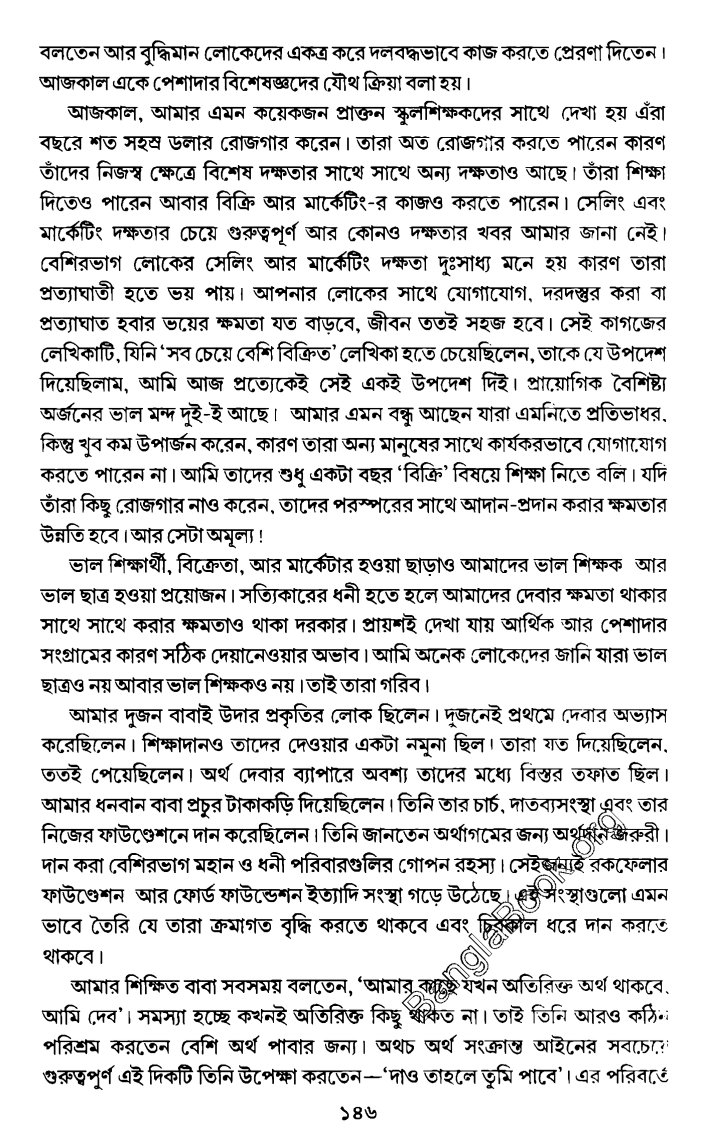 বলতেন আর বুদ্ধিমান লোকেদের একত্র করে দলবদ্ধভাবে কাজ করতে প্রেরণা দিতেন।
আজকাল একে পেশাদার বিশেষজ্ঞদের যৌথ ক্রিয়া বলা হয়।
আজকাল, আমার এমন কয়েকজন প্রাক্তন স্কুলশিক্ষকদের সাথে দেখা হয় এঁরা
বছরে শত সহস্র ডলার রোজগার করেন। তারা অত রোজগার করতে পারেন কারণ
তাঁদের নিজস্ব ক্ষেত্রে বিশেষ দক্ষতার সাথে সাথে অন্য দক্ষতাও আছে। তাঁরা শিক্ষা
দিতেও পারেন আবার বিক্রি আর মার্কেটিং-র কাজও করতে পারেন। সেলিং এবং
মার্কেটিং দক্ষতার চেয়ে গুরুত্বপূর্ণ আর কোনও দক্ষতার খবর আমার জানা নেই।
বেশিরভাগ লোকের সেলিং আর মার্কেটিং দক্ষতা দুঃসাধ্য মনে হয় কারণ তারা
প্রত্যাঘাতী হতে ভয় পায়। আপনার লোকের সাথে যোগাযোগ, দরদস্তুর করা বা
প্রত্যাঘাত হবার ভয়ের ক্ষমতা যত বাড়বে, জীবন ততই সহজ হবে। সেই কাগজের
লেখিকাটি, যিনি ‘সব চেয়ে বেশি বিক্রিত’ লেখিকা হতে চেয়েছিলেন, তাকে যে উপদেশ
দিয়েছিলাম, আমি আজ প্রত্যেকেই সেই একই উপদেশ দিই। প্রায়োগিক বৈশিষ্ট্য
অর্জনের ভাল মন্দ দুই-ই আছে। আমার এমন বন্ধু আছেন যারা এমনিতে প্রতিভাধর,
কিন্তু খুব কম উপার্জন করেন, কারণ তারা অন্য মানুষের সাথে কার্যকরভাবে যোগাযোগ
করতে পারেন না। আমি তাদের শুধু একটা বছর ‘বিক্রি’ বিষয়ে শিক্ষা নিতে বলি। যদি
তাঁরা কিছু রোজগার নাও করেন, তাদের পরস্পরের সাথে আদান-প্রদান করার ক্ষমতার
উন্নতি হবে। আর সেটা অমূল্য!
ভাল শিক্ষার্থী, বিক্রেতা, আর মার্কেটার হওয়া ছাড়াও আমাদের ভাল শিক্ষক আর
ভাল ছাত্র হওয়া প্রয়োজন। সত্যিকারের ধনী হতে হলে আমাদের দেবার ক্ষমতা থাকার
সাথে সাথে করার ক্ষমতাও থাকা দরকার। প্রায়শই দেখা যায় আর্থিক আর পেশাদার
সংগ্রামের কারণ সঠিক দেয়ানেওয়ার অভাব। আমি অনেক লোকেদের জানি যারা ভাল
ছাত্রও নয় আবার ভাল শিক্ষকও নয়। তাই তারা গরিব।
আমার দুজন বাবাই উদার প্রকৃতির লোক ছিলেন। দুজনেই প্রথমে দেবার অভ্যাস
করেছিলেন। শিক্ষাদানও তাদের দেওয়ার একটা নমুনা ছিল। তারা যত দিয়েছিলেন,
ততই পেয়েছিলেন। অর্থ দেবার ব্যাপারে অবশ্য তাদের মধ্যে বিস্তর তফাত ছিল।
আমার ধনবান বাবা প্রচুর টাকাকড়ি দিয়েছিলেন। তিনি তার চার্চ, দাতব্যসংস্থা এবং তার
নিজের ফাউণ্ডেশনে দান করেছিলেন। তিনি জানতেন অর্থাগমের জন্য অর্থদান জরুরী।
দান করা বেশিরভাগ মহান ও ধনী পরিবারগুলির গোপন রহস্য। সেইজন্যই রকফেলার
ফাউণ্ডেশন আর ফোর্ড ফাউন্ডেশন ইত্যাদি সংস্থা গড়ে উঠেছে। এই সংস্থাগুলো এমন
ভাবে তৈরি যে তারা ক্রমাগত বৃদ্ধি করতে থাকবে এবং চিরকাল ধরে দান করতে
থাকবে।
আমার শিক্ষিত বাবা সবসময় বলতেন, ‘আমার কাছে যখন অতিরিক্ত অর্থ থাকবে,
আমি দেব’। সমস্যা হচ্ছে কখনই অতিরিক্ত কিছু থাকত না। তাই তিনি আরও কঠিন
পরিশ্রম করতেন বেশি অর্থ পাবার জন্য। অথচ অর্থ সংক্রান্ত আইনের সবচেয়ে
গুরুত্বপূর্ণ এই দিকটি তিনি উপেক্ষা করতেন—‘দাও তাহলে তুমি পাবে’। এর পরিবর্তে
১৪৬
BanglaBook.org